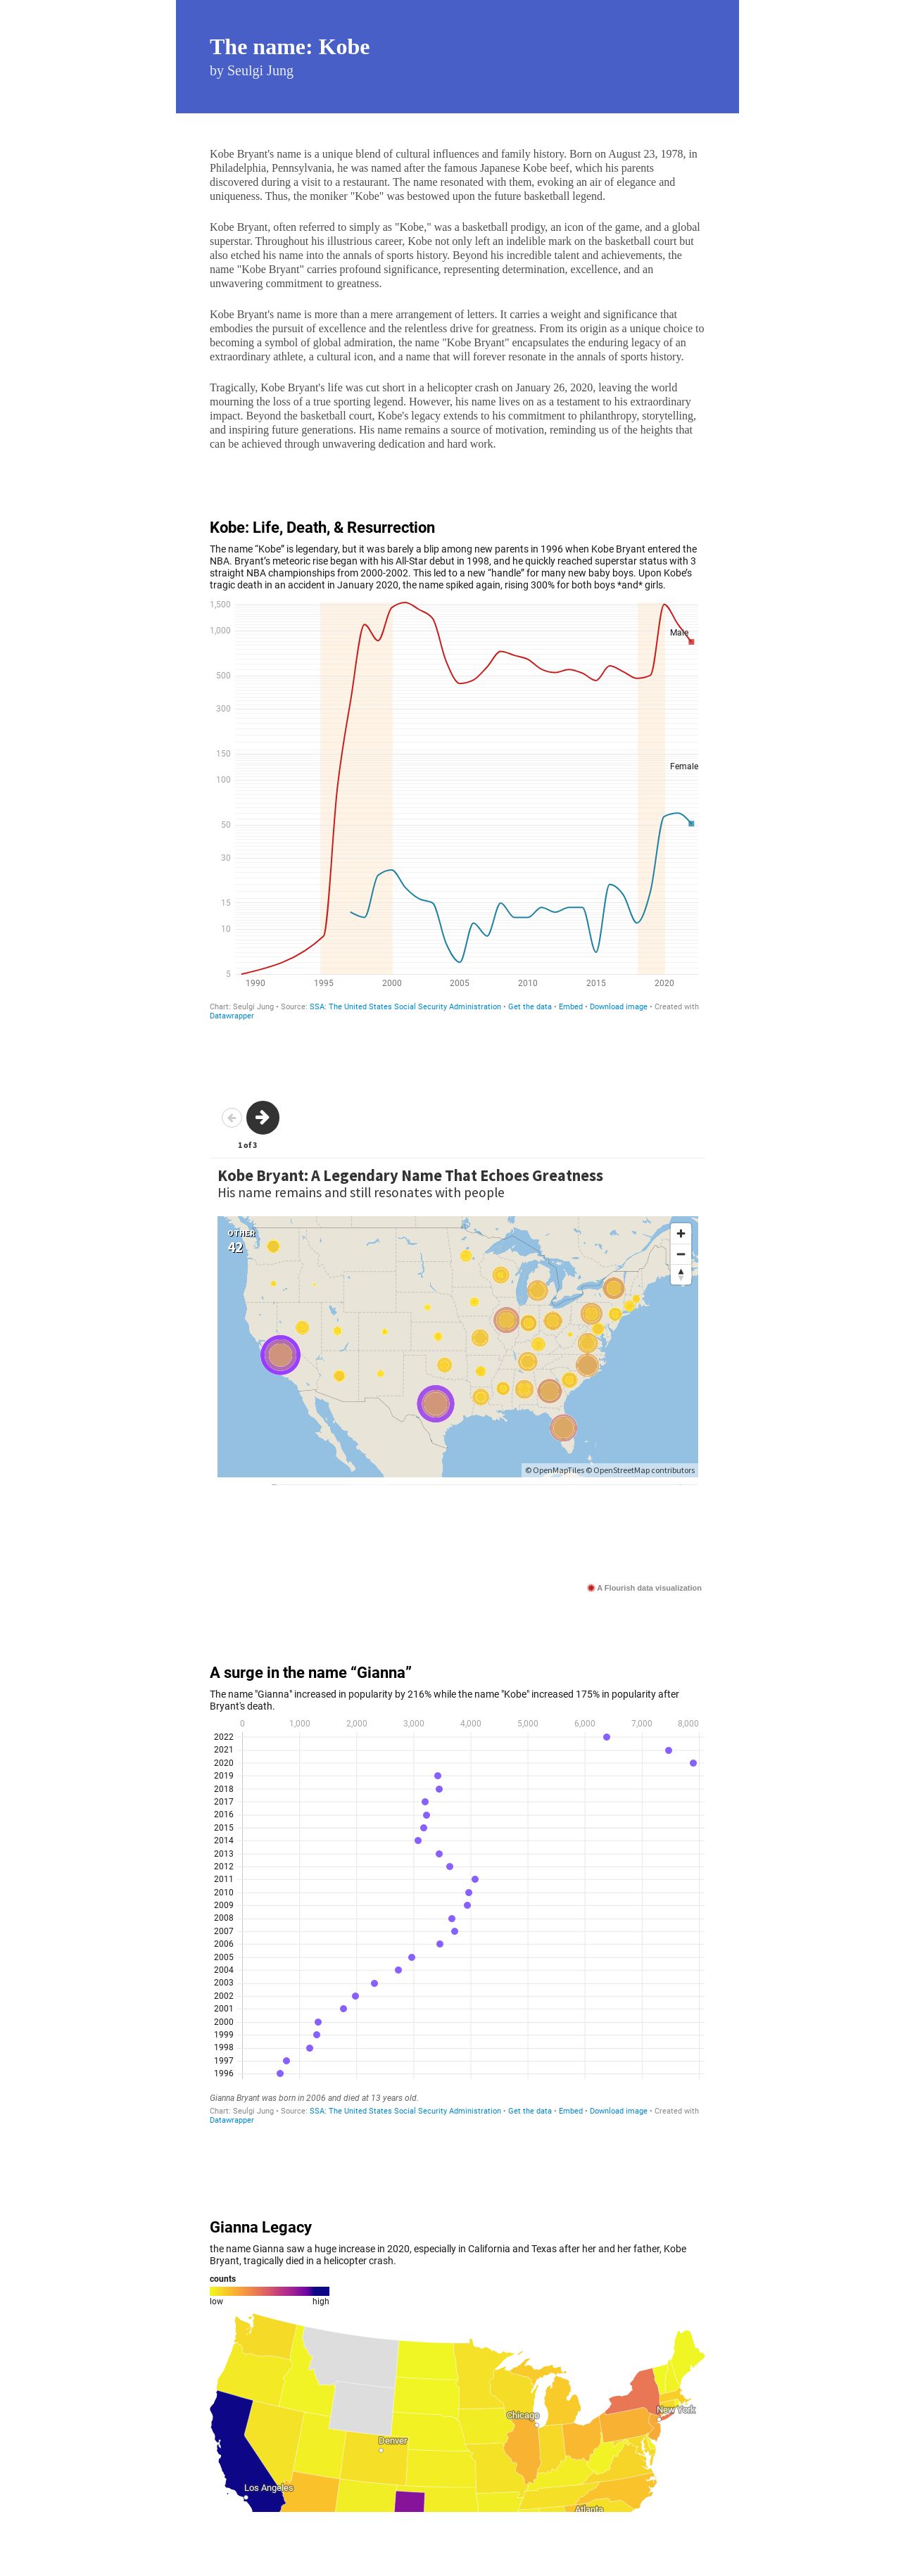 The name: Kobe
by Seulgi Jung
Kobe Bryant's name is a unique blend of cultural influences and family history. Born on August 23, 1978, in
Philadelphia, Pennsylvania, he was named after the famous Japanese Kobe beef, which his parents
discovered during a visit to a restaurant. The name resonated with them, evoking an air of elegance and
uniqueness. Thus, the moniker "Kobe" was bestowed upon the future basketball legend.
Kobe Bryant, often referred to simply as "Kobe," was a basketball prodigy, an icon of the game, and a global
superstar. Throughout his illustrious career, Kobe not only left an indelible mark on the basketball court but
also etched his name into the annals of sports history. Beyond his incredible talent and achievements, the
name "Kobe Bryant" carries profound significance, representing determination, excellence, and an
unwavering commitment to greatness.
Kobe Bryant's name is more than a mere arrangement of letters. It carries a weight and significance that
embodies the pursuit of excellence and the relentless drive for greatness. From its origin as a unique choice to
becoming a symbol of global admiration, the name "Kobe Bryant" encapsulates the enduring legacy of an
extraordinary athlete, a cultural icon, and a name that will forever resonate in the annals of sports history.
Tragically, Kobe Bryant's life was cut short in a helicopter crash on January 26, 2020, leaving the world
mourning the loss of a true sporting legend. However, his name lives on as a testament to his extraordinary
impact. Beyond the basketball court, Kobe's legacy extends to his commitment to philanthropy, storytelling,
and inspiring future generations. His name remains a source of motivation, reminding us of the heights that
can be achieved through unwavering dedication and hard work.
Kobe: Life, Death, & Resurrection
The name “Kobe” is legendary, but it was barely a blip among new parents in 1996 when Kobe Bryant entered the
NBA. Bryant’s meteoric rise began with his All-Star debut in 1998, and he quickly reached superstar status with 3
straight NBA championships from 2000-2002. This led to a new “handle” for many new baby boys. Upon Kobe’s
tragic death in an accident in January 2020, the name spiked again, rising 300% for both boys *and* girls.
1,500
1,000
Male
500
300
150
Female
100
50
30
15
10
5
1990 1995 2000 2005 2010 2015 2020
Chart: Seulgi Jung • Source: SSA: The United States Social Security Administration • Get the data • Embed • Download image • Created with
Datawrapper
1 of 3
Kobe Bryant: A Legendary Name That Echoes Greatness
His name remains and still resonates with people
OTHER
42
© OpenMapTiles © OpenStreetMap contributors
A Flourish data visualization
A surge in the name “Gianna”
The name "Gianna" increased in popularity by 216% while the name "Kobe" increased 175% in popularity after
Bryant's death.
0 1,000 2,000 3,000 4,000 5,000 6,000 7,000 8,000
2022
2021
2020
2019
2018
2017
2016
2015
2014
2013
2012
2011
2010
2009
2008
2007
2006
2005
2004
2003
2002
2001
2000
1999
1998
1997
1996
Gianna Bryant was born in 2006 and died at 13 years old.
Chart: Seulgi Jung • Source: SSA: The United States Social Security Administration • Get the data • Embed • Download image • Created with
Datawrapper
Gianna Legacy
the name Gianna saw a huge increase in 2020, especially in California and Texas after her and her father, Kobe
Bryant, tragically died in a helicopter crash.
counts
low high
New York
Chicago
Denver
Los Angeles
Atlanta